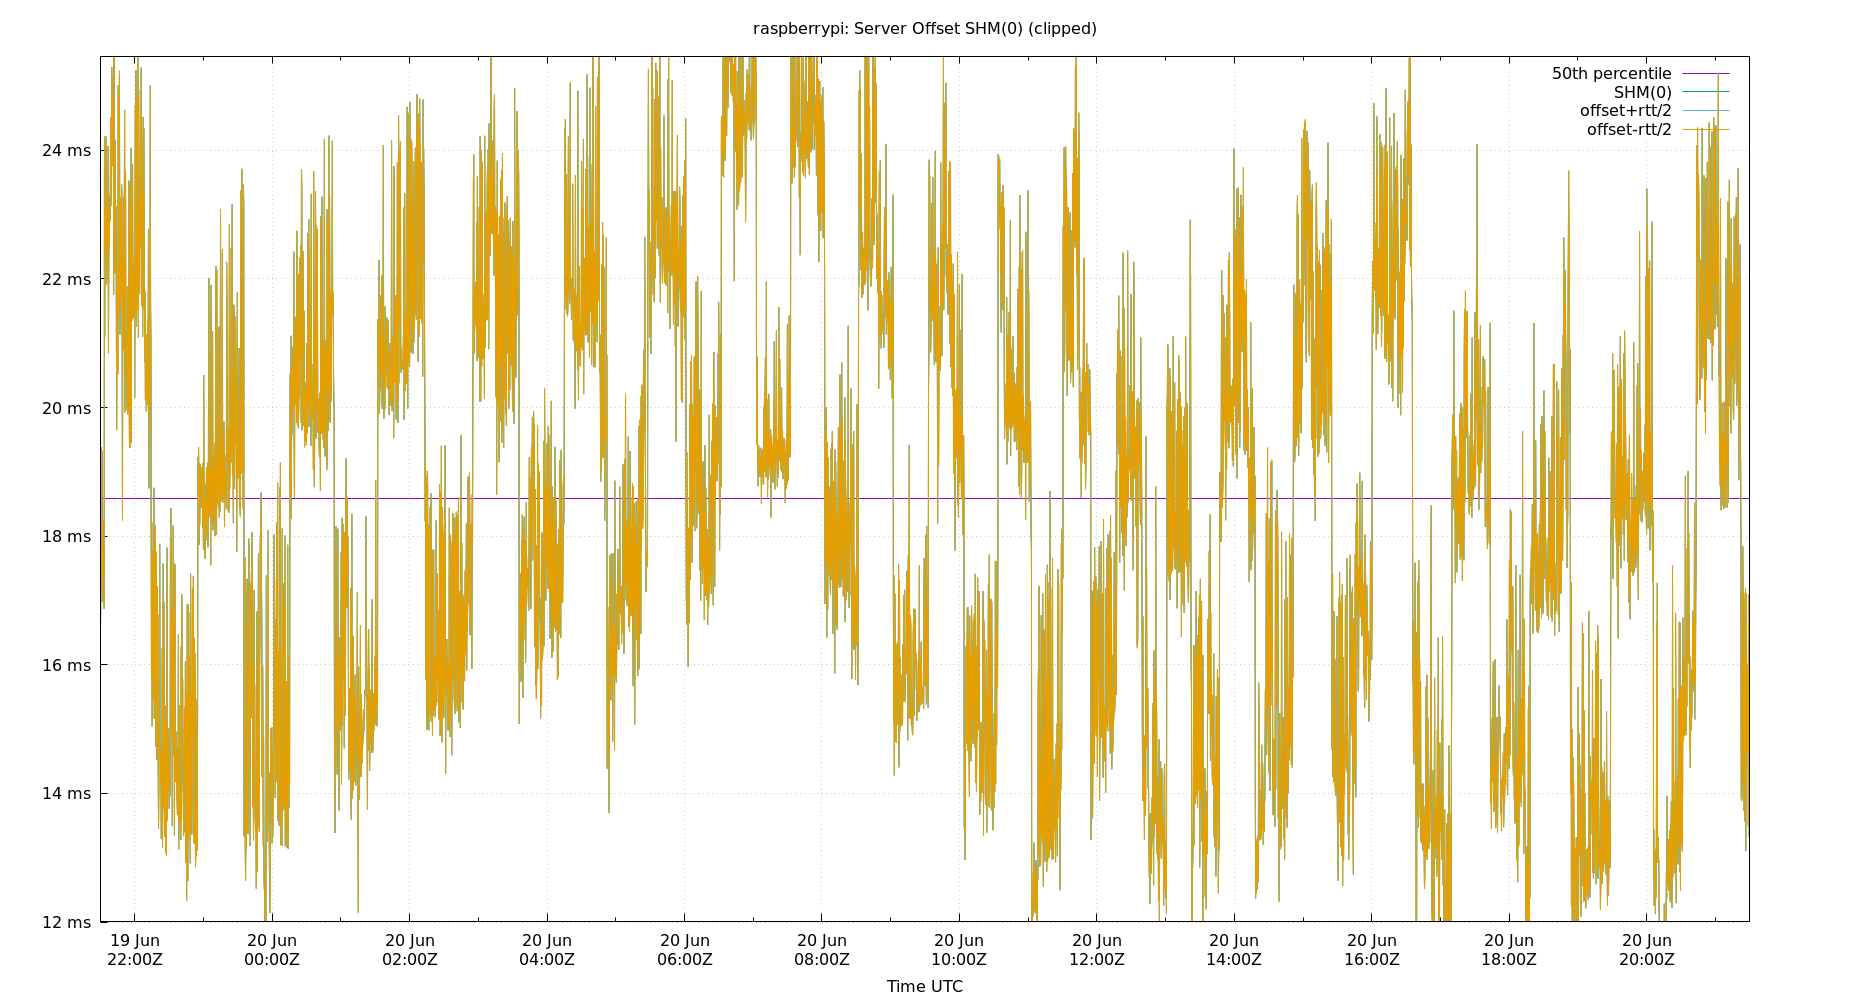 raspberrypi: Server Offset SHM(0) (clipped)
50th percentile
SHM(0)
offset+rtt/2
offset-rtt/2
24 ms
22 ms
20 ms
18 ms
16 ms
14 ms
12 ms
19 Jun 20 Jun 20 Jun 20 Jun 20 Jun 20 Jun 20 Jun 20 Jun 20 Jun 20 Jun 20 Jun 20 Jun
22:00Z 00:00Z 02:00Z 04:00Z 06:00Z 08:00Z 10:00Z 12:00Z 14:00Z 16:00Z 18:00Z 20:00Z
Time UTC